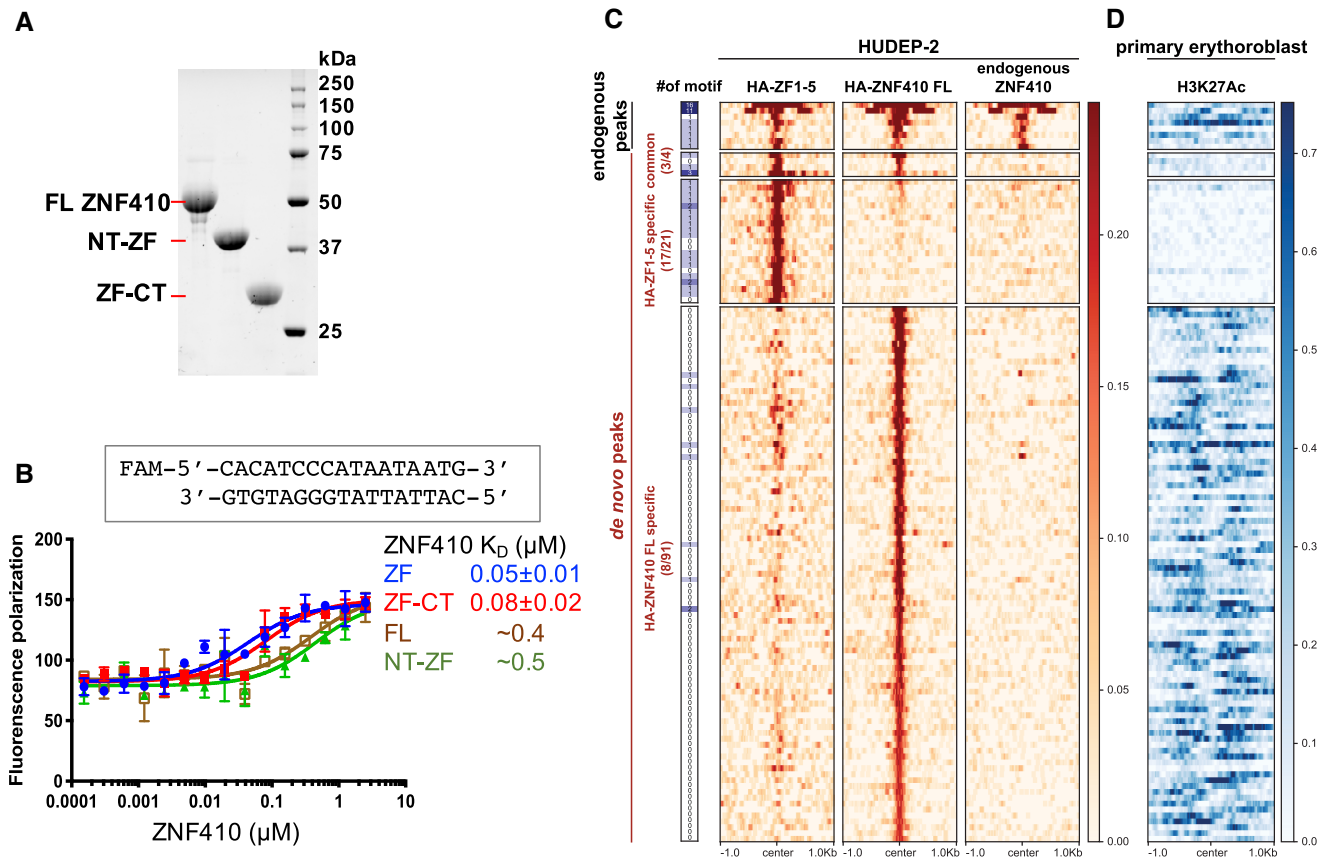 A
kDa
250
150
100
75
50
37
25
FL ZNF410
NT-ZF
ZF-CT
B
FAM-5′-CACATCCCATAATAATG-3′
3′-GTGTAGGGTATTATTAC-5′
Fluorescence polarization
200
150
100
50
0
0.0001
0.001
0.01
0.1
1
10
ZNF410 (µM)
ZNF410 KD (µM)
ZF 0.05±0.01
ZF-CT 0.08±0.02
FL ~0.4
NT-ZF ~0.5
C
HUDEP-2
#of motif
HA-ZF1-5
HA-ZNF410 FL
endogenous
ZNF410
endogenous
peaks
common
(3/4)
HA-ZF1-5 specific
(17/21)
de novo peaks
HA-ZNF410 FL specific
(8/91)
-1.0 center 1.0Kb
-1.0 center 1.0Kb
-1.0 center 1.0Kb
0.20
0.15
0.10
0.05
0.00
D
primary erythoroblast
H3K27Ac
-1.0 center 1.0Kb
0.7
0.6
0.5
0.4
0.3
0.2
0.1
0.0